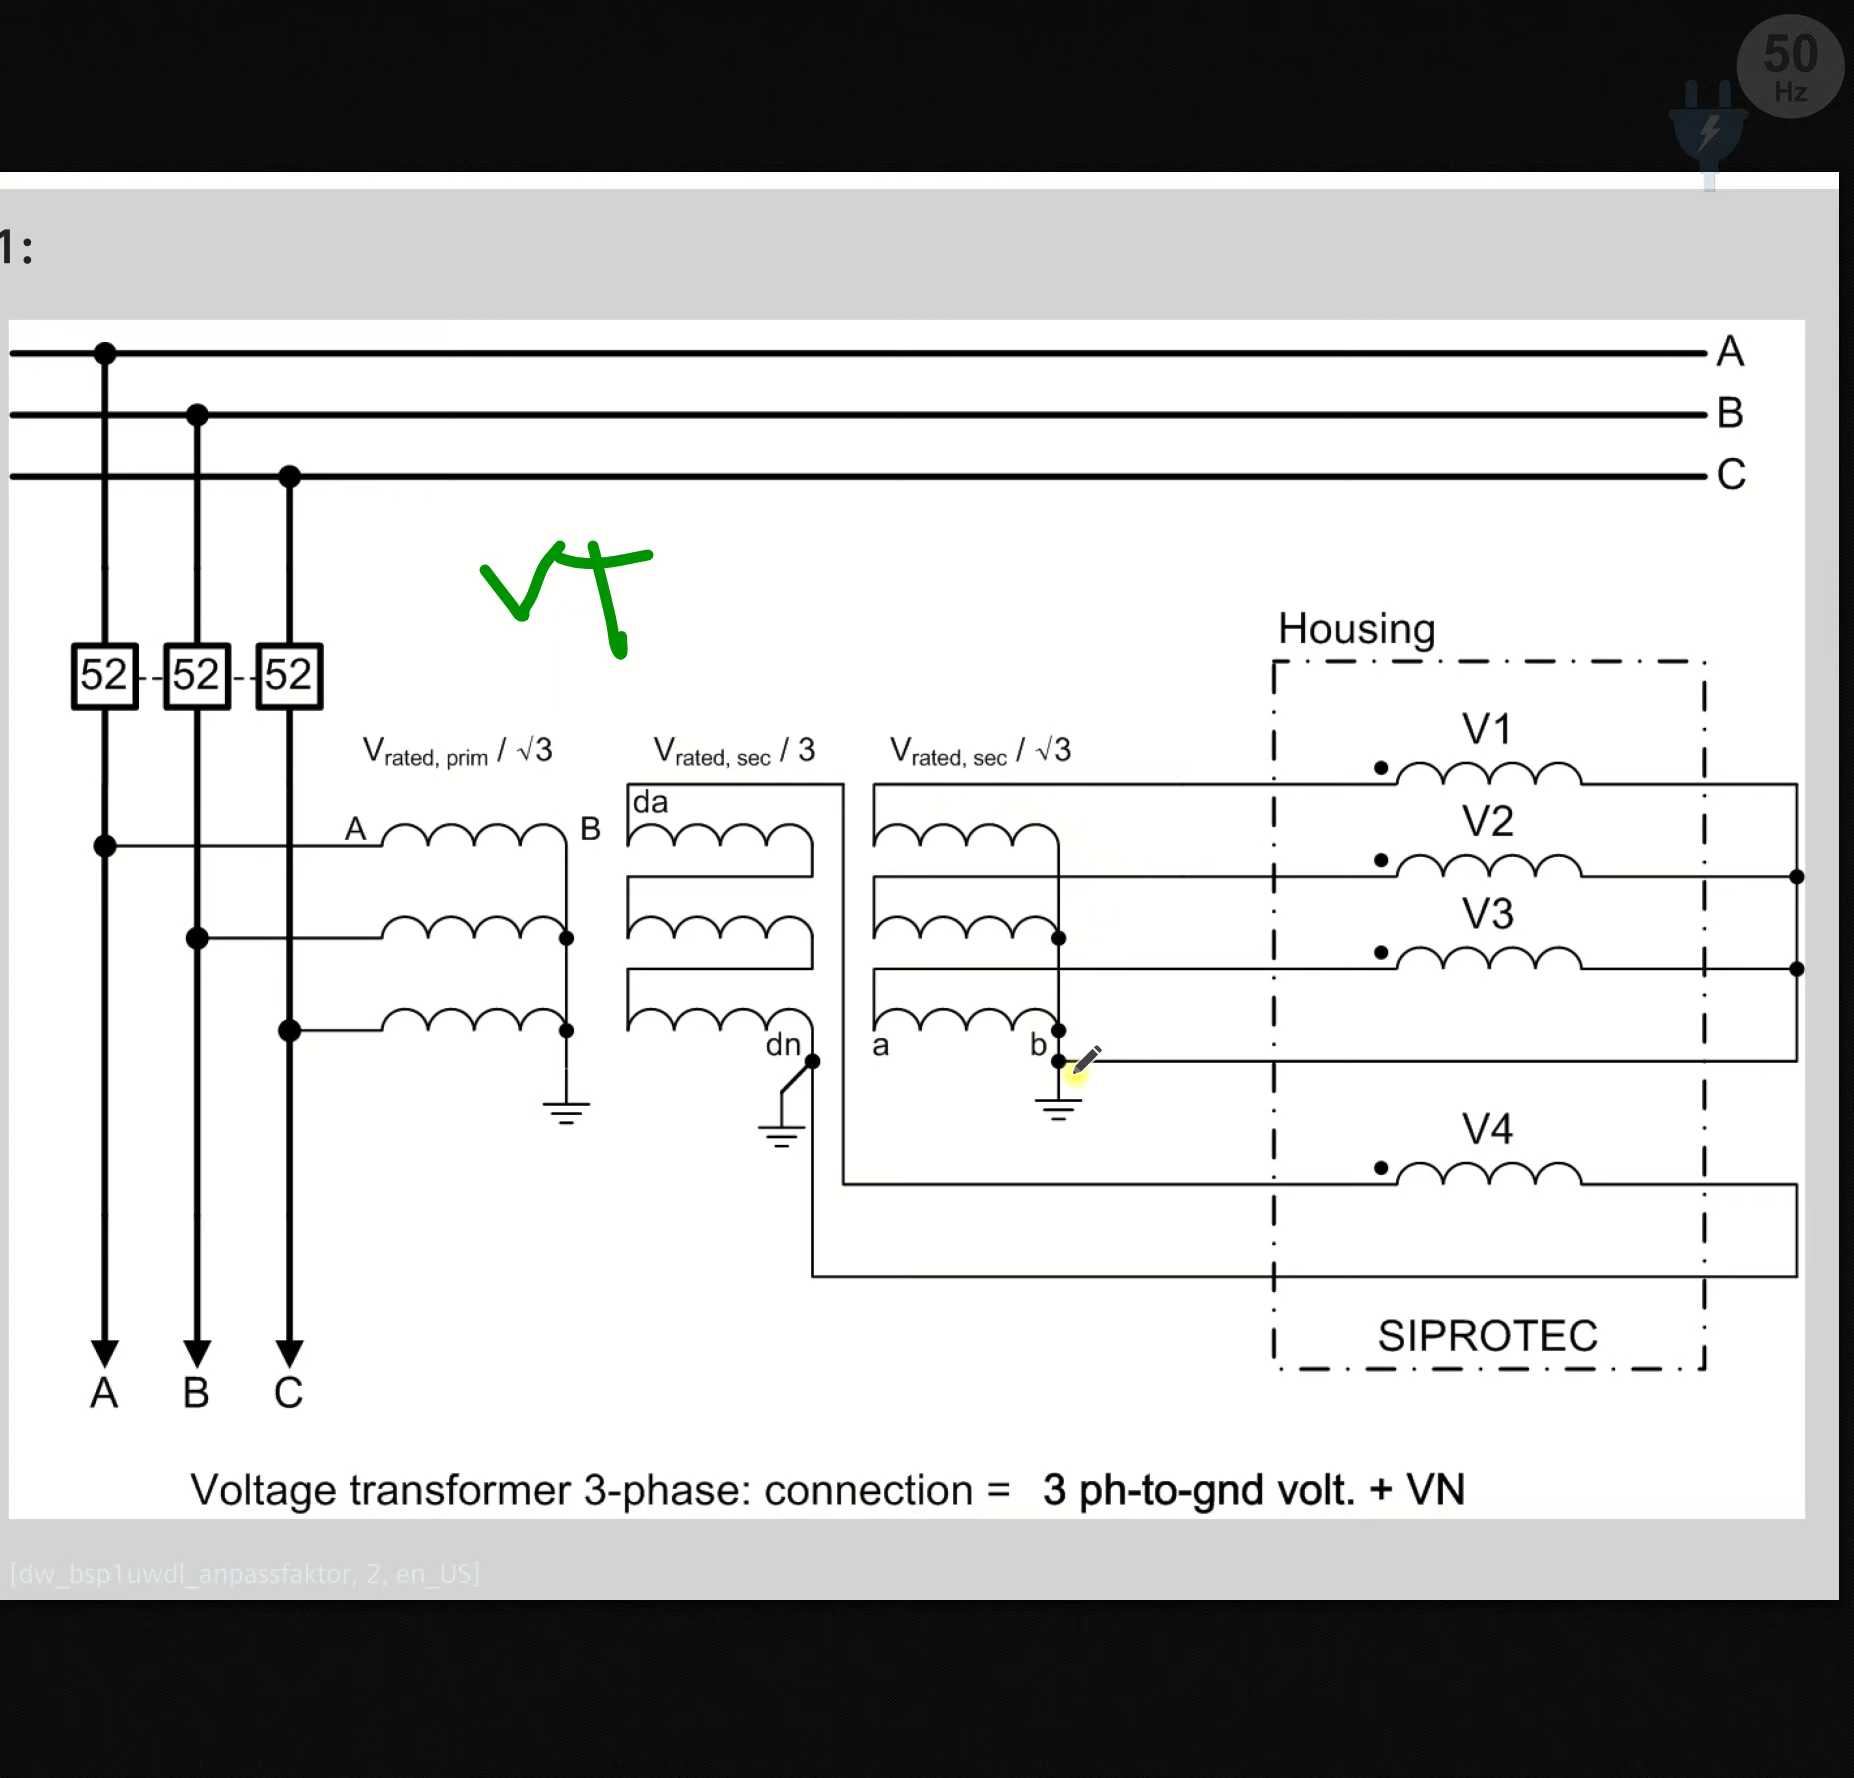 50
Hz
1:
A
B
C
VT
Housing
52 52 52
V1
Vrated, prim / √3 Vrated, sec / 3 Vrated, sec / √3
da
V2
A B
V3
dn a b
V4
SIPROTEC
A B C
Voltage transformer 3-phase: connection = 3 ph-to-gnd volt. + VN
[dw_bsp1uwdl_anpassfaktor, 2, en_US]